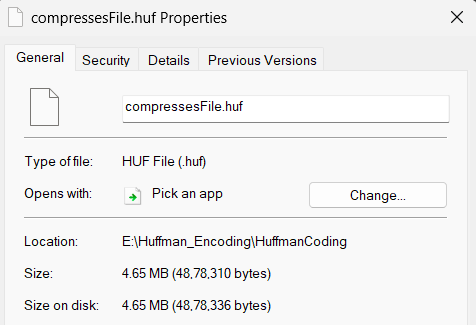 compressesFile.huf Properties
General Security Details Previous Versions
compressesFile.huf
Type of file: HUF File (.huf)
Opens with: Pick an app Change...
Location: E:\Huffman_Encoding\HuffmanCoding
Size: 4.65 MB (48,78,310 bytes)
Size on disk: 4.65 MB (48,78,336 bytes)